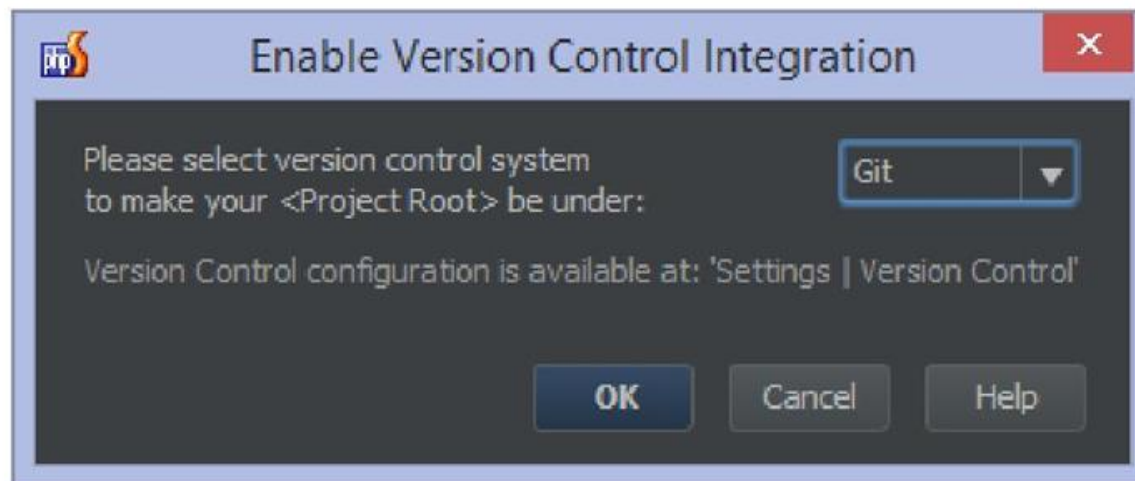 php
Enable Version Control Integration
Please select version control system
Git
to make your <Project Root> be under:
Version Control configuration is available at: 'Settings | Version Control'
OK
Cancel
Help